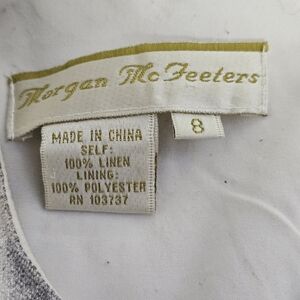 Morgan McFeeters
8
MADE IN CHINA
SELF:
100% LINEN
LINING:
100% POLYESTER
RN 103737